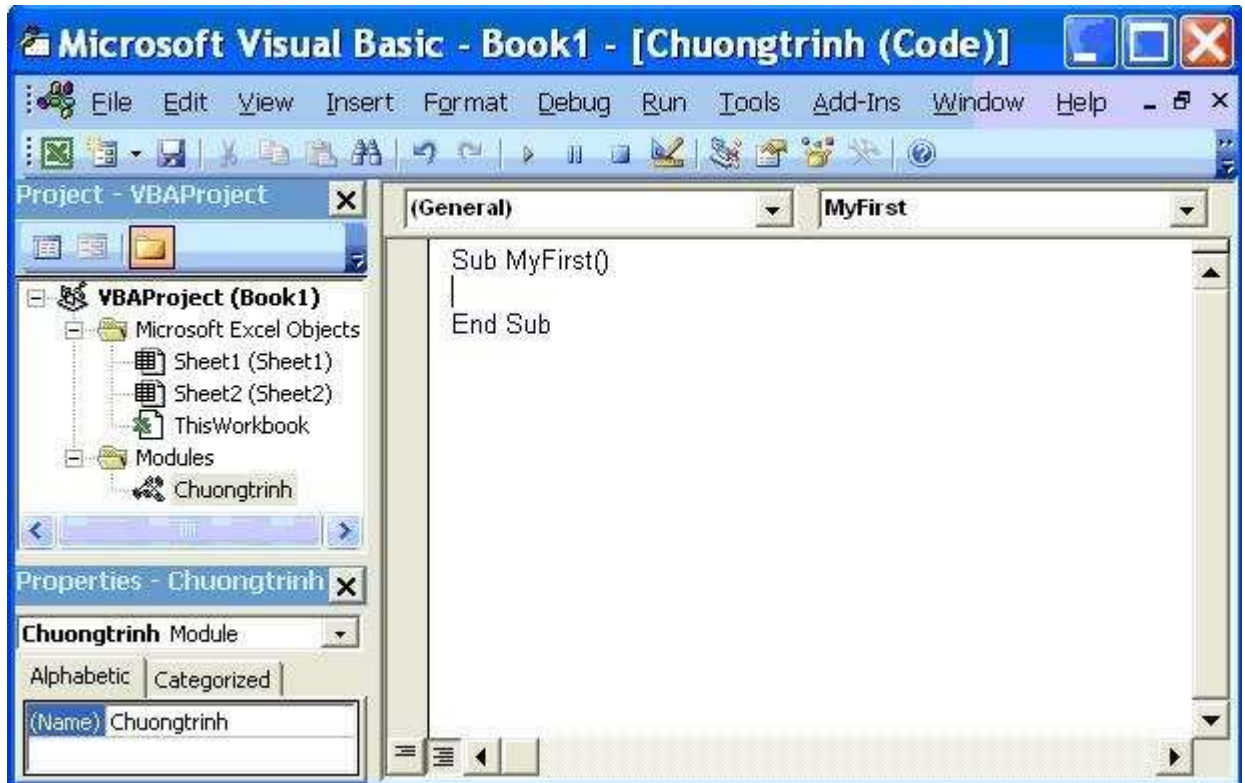 Microsoft Visual Basic - Book1 - [Chuongtrinh (Code)]
File Edit View Insert Format Debug Run Tools Add-Ins Window Help
Project - VBAProject
VBAProject (Book1)
Microsoft Excel Objects
Sheet1 (Sheet1)
Sheet2 (Sheet2)
ThisWorkbook
Modules
Chuongtrinh
Properties - Chuongtrinh
Chuongtrinh Module
Alphabetic Categorized
(Name) Chuongtrinh
(General) MyFirst
Sub MyFirst()
End Sub